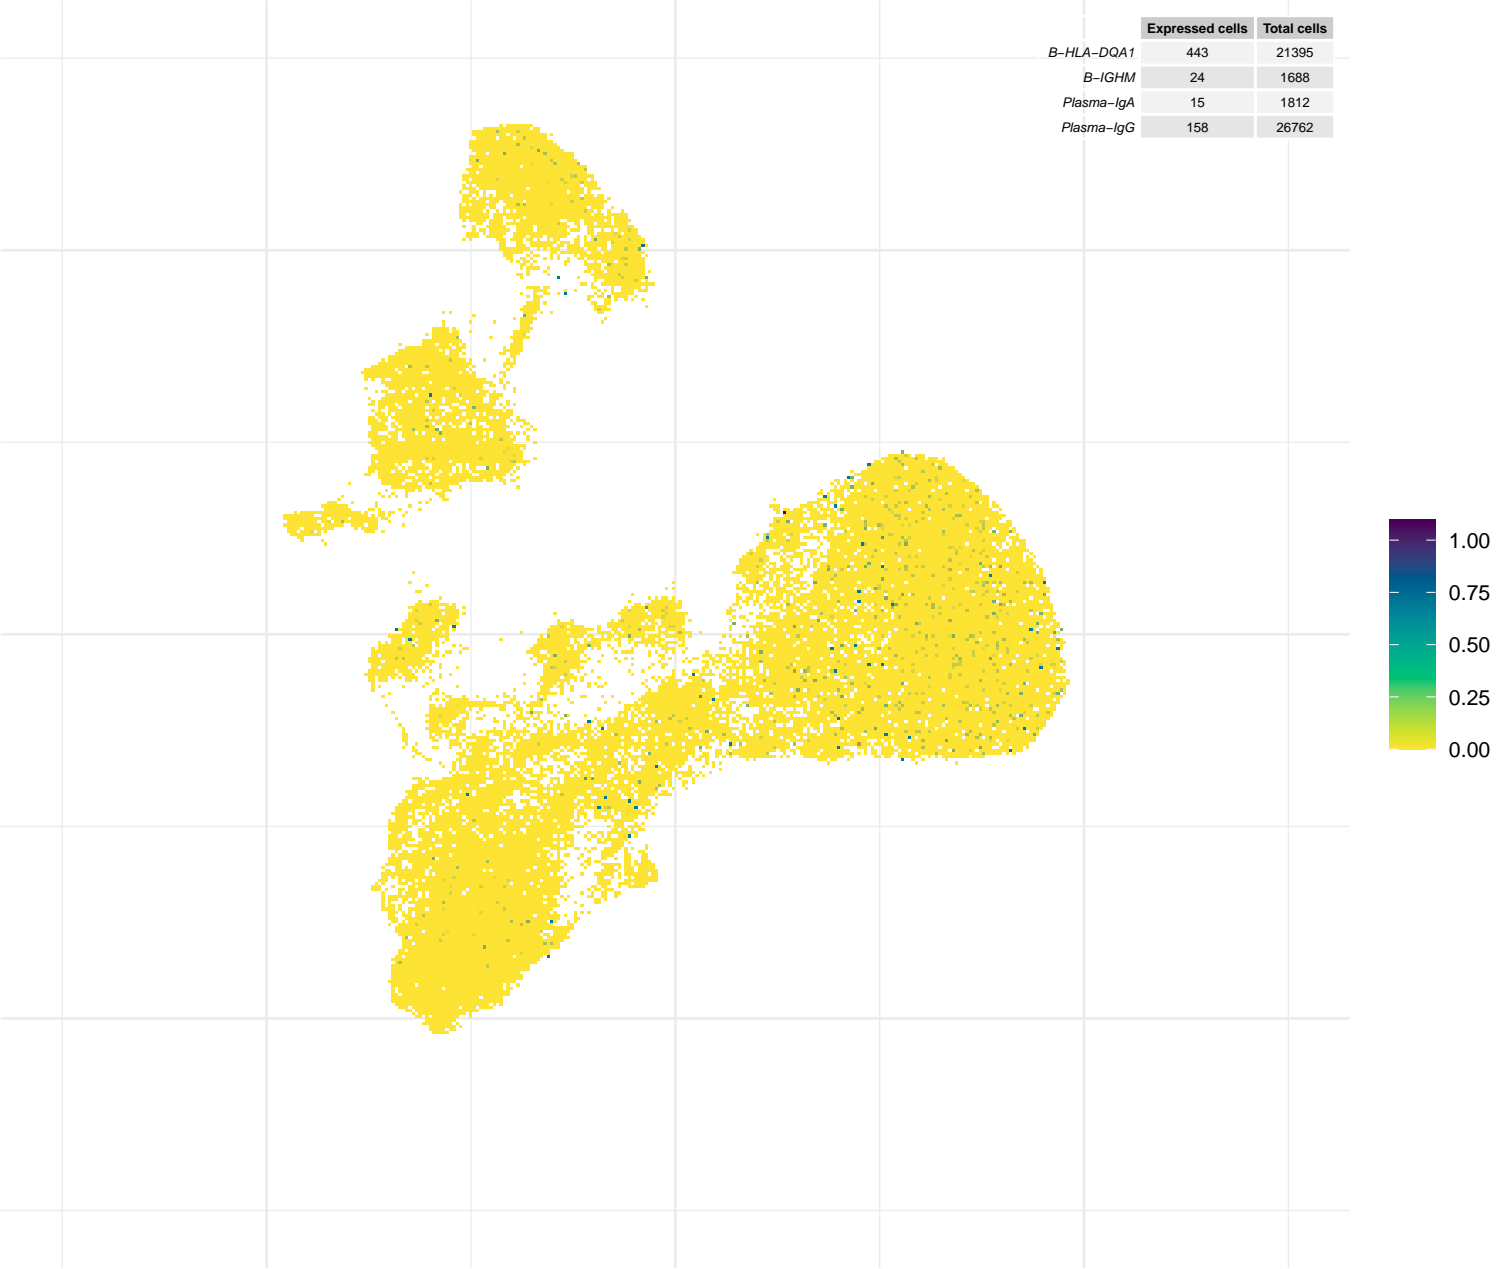 Expressed cells Total cells
B−HLA−DQA1 443 21395
B−IGHM 24 1688
Plasma−IgA 15 1812
Plasma−IgG 158 26762
1.00
0.75
0.50
0.25
0.00